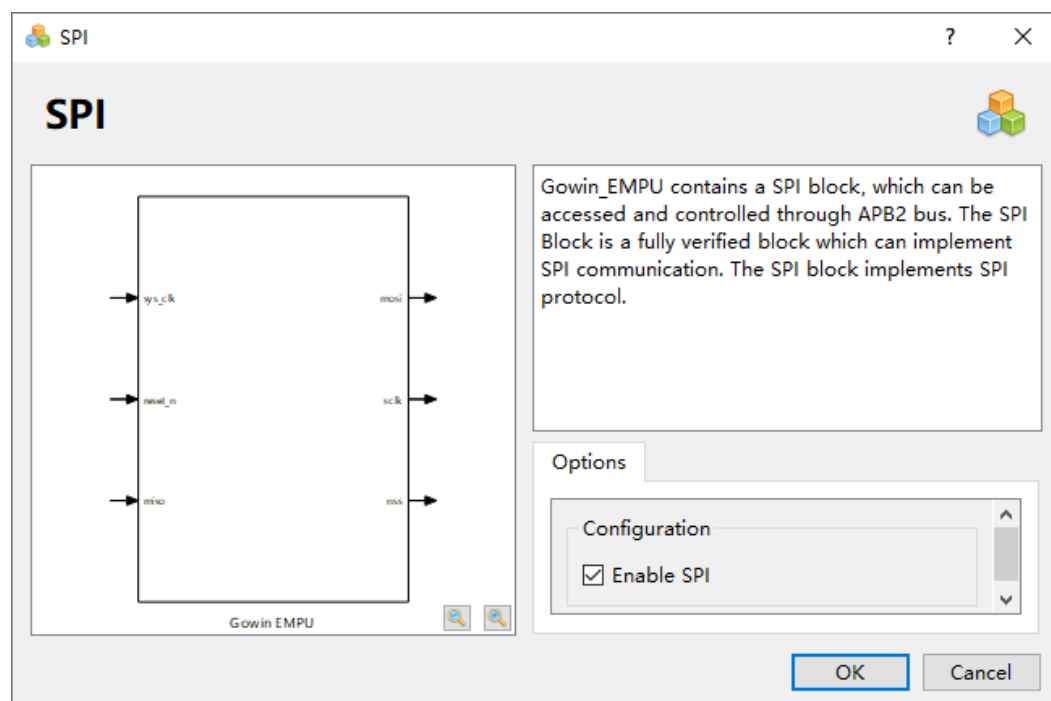 SPI
?
SPI
sys_clk
mosi
reset_n
sclk
miso
nss
Gowin EMPU
Gowin_EMPU contains a SPI block, which can be
accessed and controlled through APB2 bus. The SPI
Block is a fully verified block which can implement
SPI communication. The SPI block implements SPI
protocol.
Options
Configuration
Enable SPI
OK
Cancel